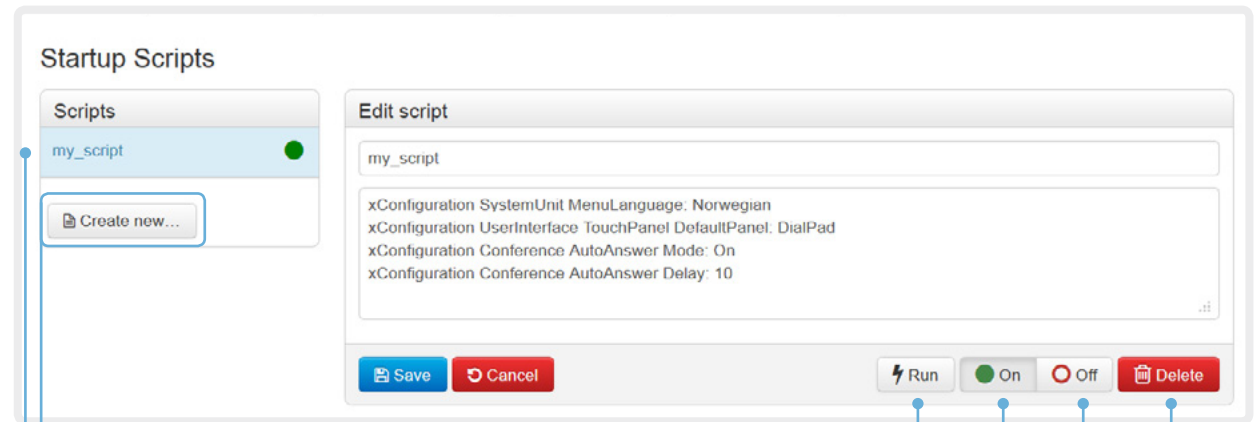 Startup Scripts
Scripts
my_script
Create new...
Edit script
my_script
xConfiguration SystemUnit MenuLanguage: Norwegian
xConfiguration UserInterface TouchPanel DefaultPanel: DialPad
xConfiguration Conference AutoAnswer Mode: On
xConfiguration Conference AutoAnswer Delay: 10
Save Cancel Run On Off Delete